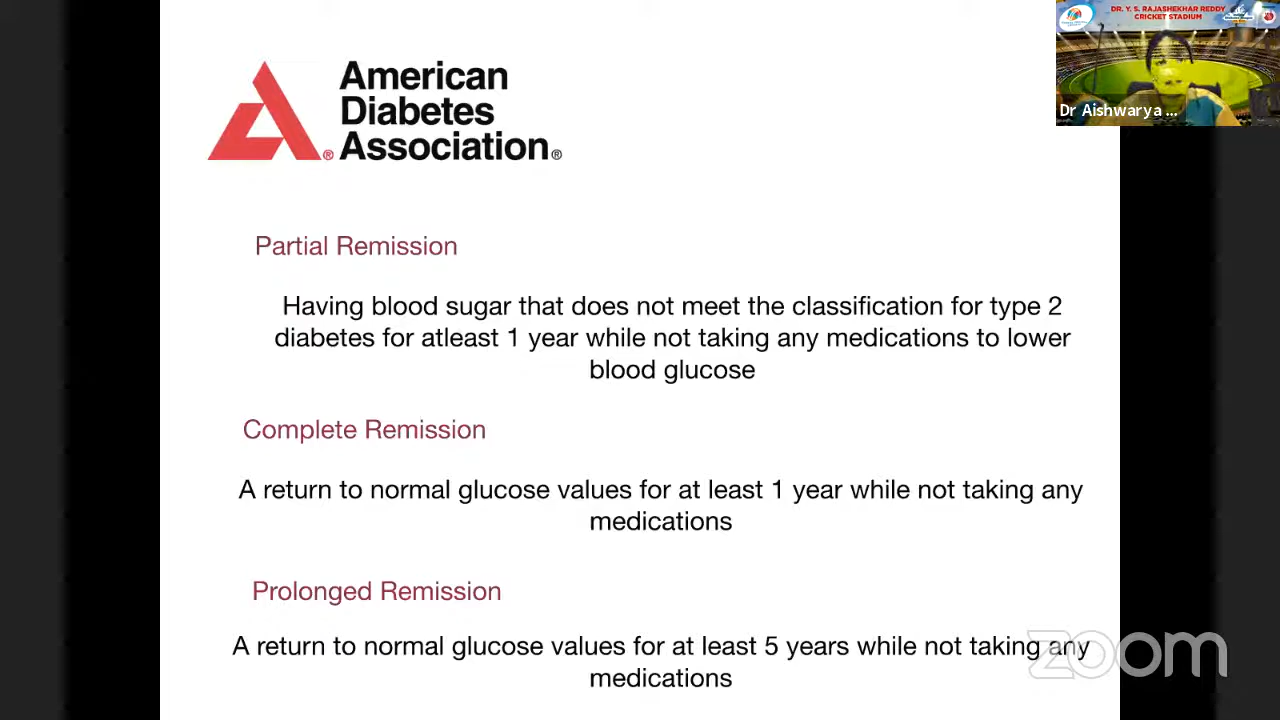 DR. Y. S. RAJASHEKHAR REDDY
CRICKET STADIUM
Dr Aishwarya ...
American
Diabetes
Association®
®
Partial Remission
Having blood sugar that does not meet the classification for type 2
diabetes for atleast 1 year while not taking any medications to lower
blood glucose
Complete Remission
A return to normal glucose values for at least 1 year while not taking any
medications
Prolonged Remission
A return to normal glucose values for at least 5 years while not taking any
medications
zoom